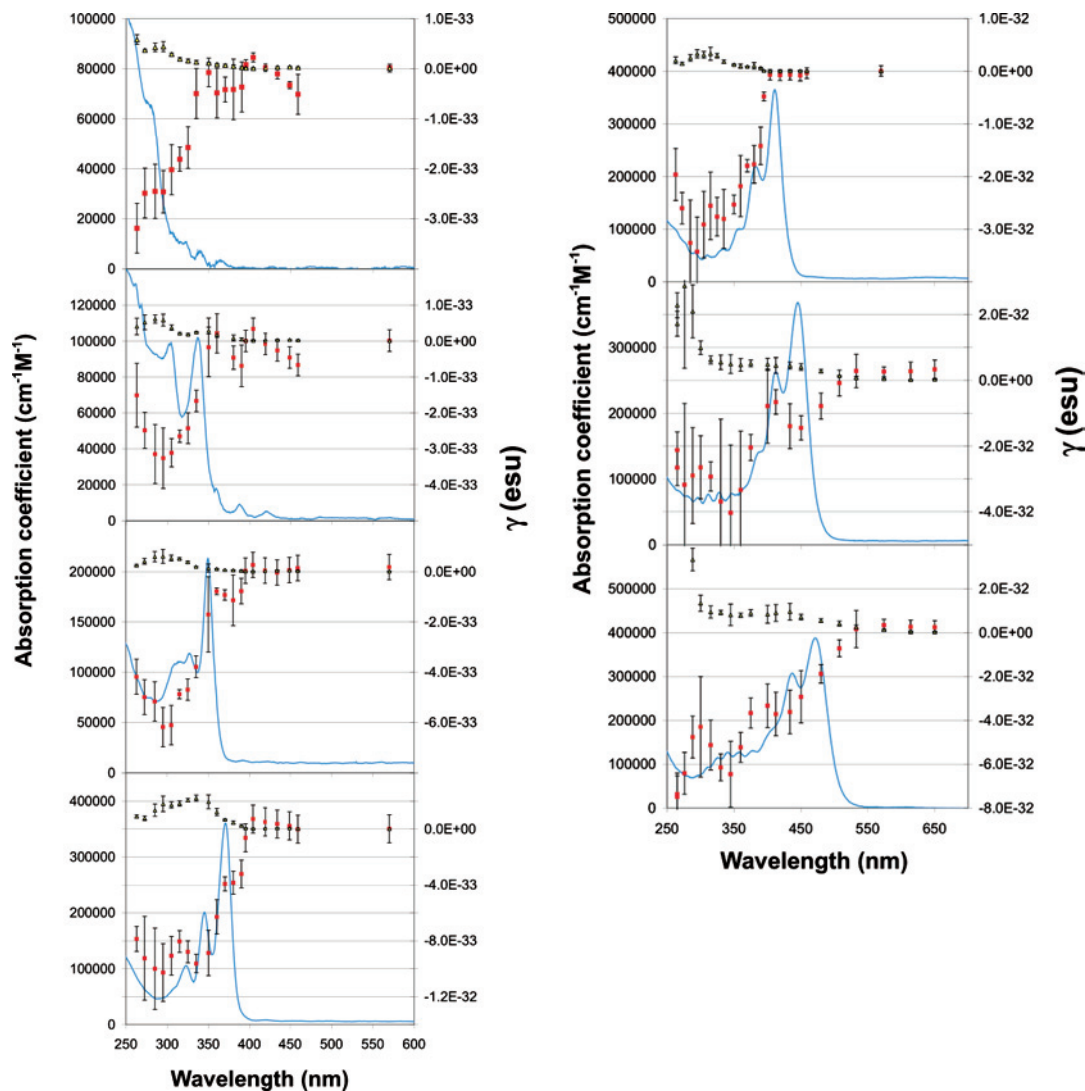 100000
80000
60000
40000
20000
0
1.0E-33
0.0E+00
-1.0E-33
-2.0E-33
-3.0E-33
120000
100000
80000
60000
40000
20000
0
1.0E-33
0.0E+00
-1.0E-33
-2.0E-33
-3.0E-33
-4.0E-33
200000
150000
100000
50000
0
0.0E+00
-2.0E-33
-4.0E-33
-6.0E-33
400000
350000
300000
250000
200000
150000
100000
50000
0
0.0E+00
-4.0E-33
-8.0E-33
-1.2E-32
250 300 350 400 450 500 550 600
Wavelength (nm)
Absorption coefficient (cm⁻¹M⁻¹)
γ (esu)
500000
400000
300000
200000
100000
0
1.0E-32
0.0E+00
-1.0E-32
-2.0E-32
-3.0E-32
300000
200000
100000
0
2.0E-32
0.0E+00
-2.0E-32
-4.0E-32
500000
400000
300000
200000
100000
0
2.0E-32
0.0E+00
-2.0E-32
-4.0E-32
-6.0E-32
-8.0E-32
250 350 450 550 650
Wavelength (nm)
Absorption coefficient (cm⁻¹M⁻¹)
γ (esu)